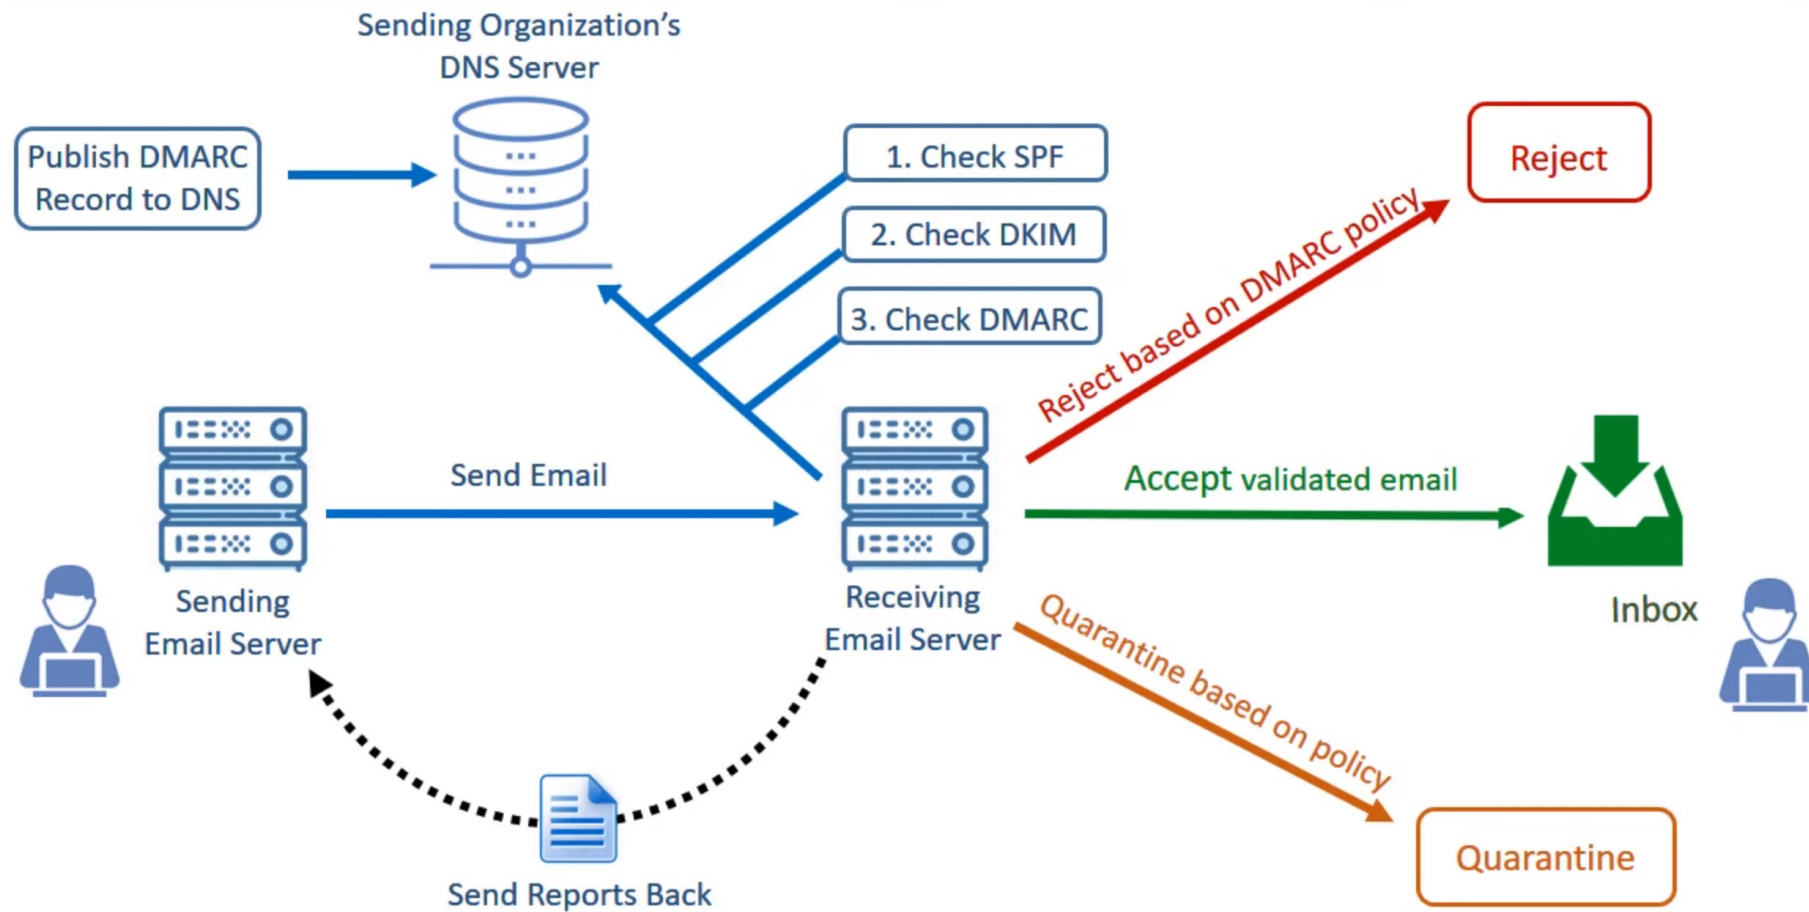 Sending Organization's
DNS Server
Publish DMARC
Record to DNS
1. Check SPF
2. Check DKIM
3. Check DMARC
Reject
Reject based on DMARC policy
Send Email
Accept validated email
Sending
Email Server
Receiving
Email Server
Inbox
Quarantine based on policy
Quarantine
Send Reports Back